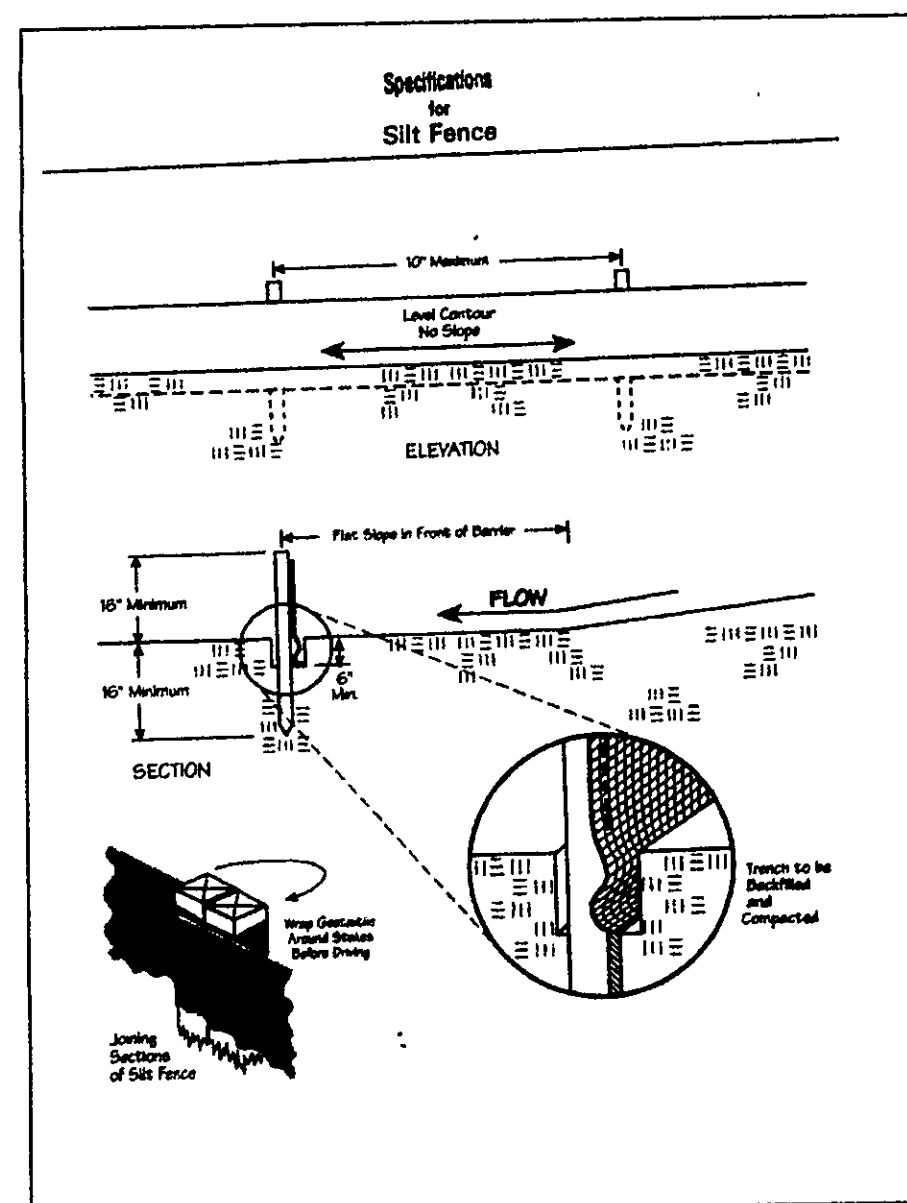 Specifications
for
Silt Fence
10" Maximum
Level Contour
No Slope
ELEVATION
Flat Slope in Front of Barrier
16" Minimum
FLOW
16" Minimum
6"
Min.
SECTION
Trench to be
Backfilled
and
Compacted
Wrap Geotextile
Around Stakes
Before Driving
Joining
Sections
of Silt Fence